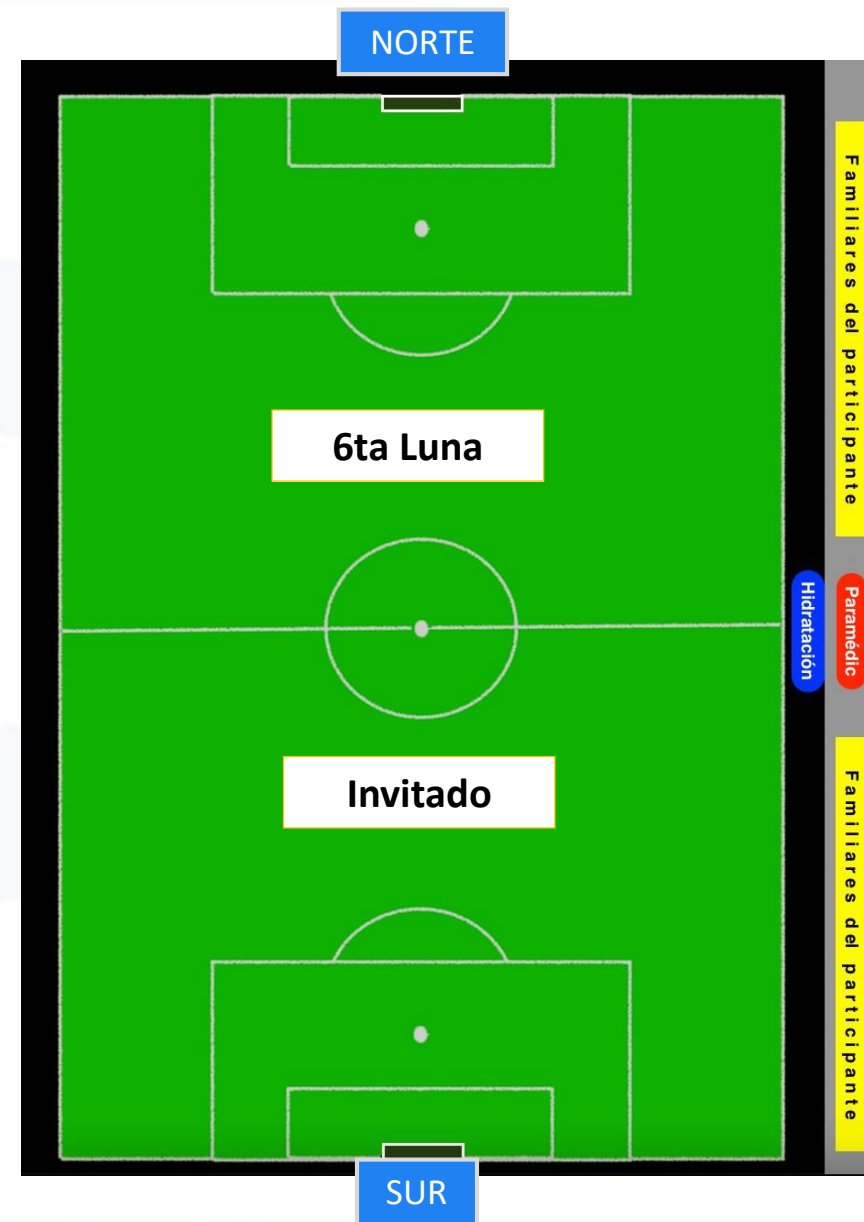 NORTE
Familiares del participante
6ta Luna
Hidratación
Paramédic
Invitado
Familiares del participante
SUR